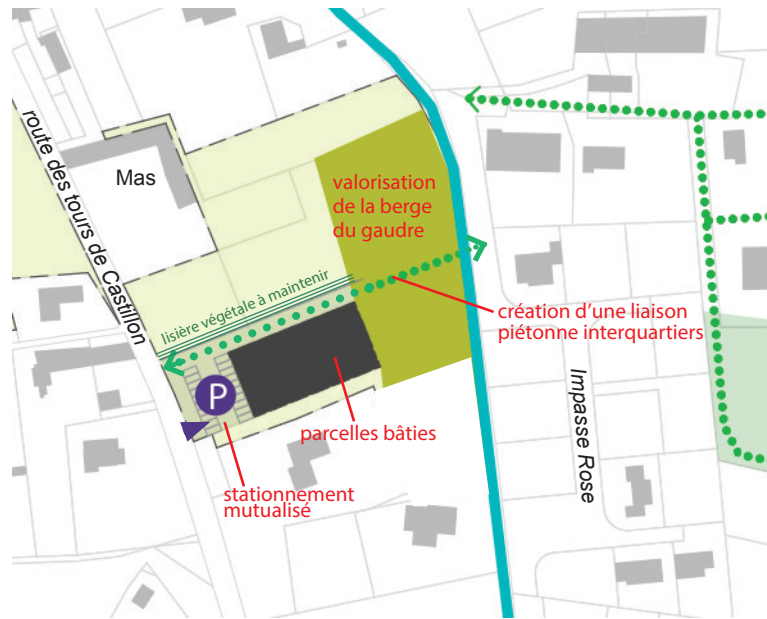 route des tours de Castillon
Mas
valorisation
de la berge
du gaudre
lisière végétale à maintenir
création d'une liaison
piétonne interquartiers
P
parcelles bâties
stationnement
mutualisé
Impasse Rose